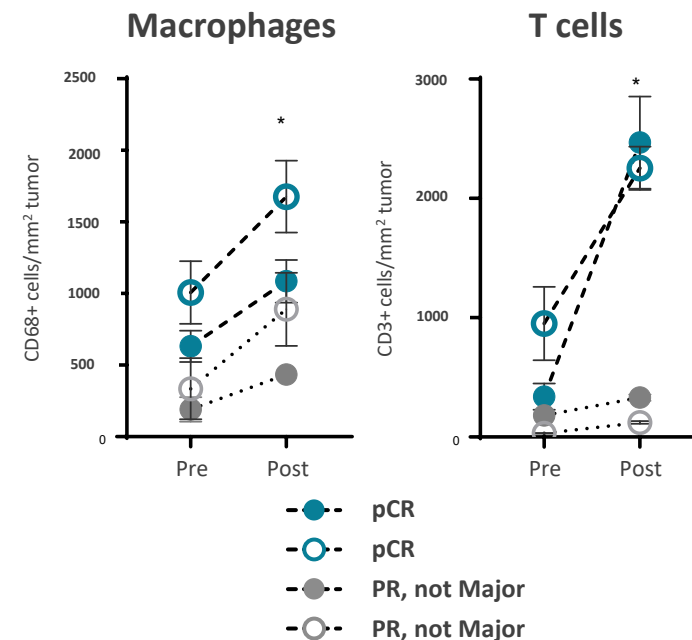 Macrophages
2500
2000
1500
1000
500
0
CD68+ cells/mm² tumor
*
Pre
Post
T cells
3000
2000
1000
0
CD3+ cells/mm² tumor
*
Pre
Post
pCR
pCR
PR, not Major
PR, not Major